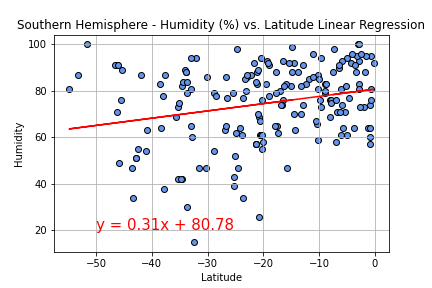 Southern Hemisphere - Humidity (%) vs. Latitude Linear Regression
100
80
60
40
20
Humidity
y = 0.31x + 80.78
−50
−40
−30
−20
−10
0
Latitude